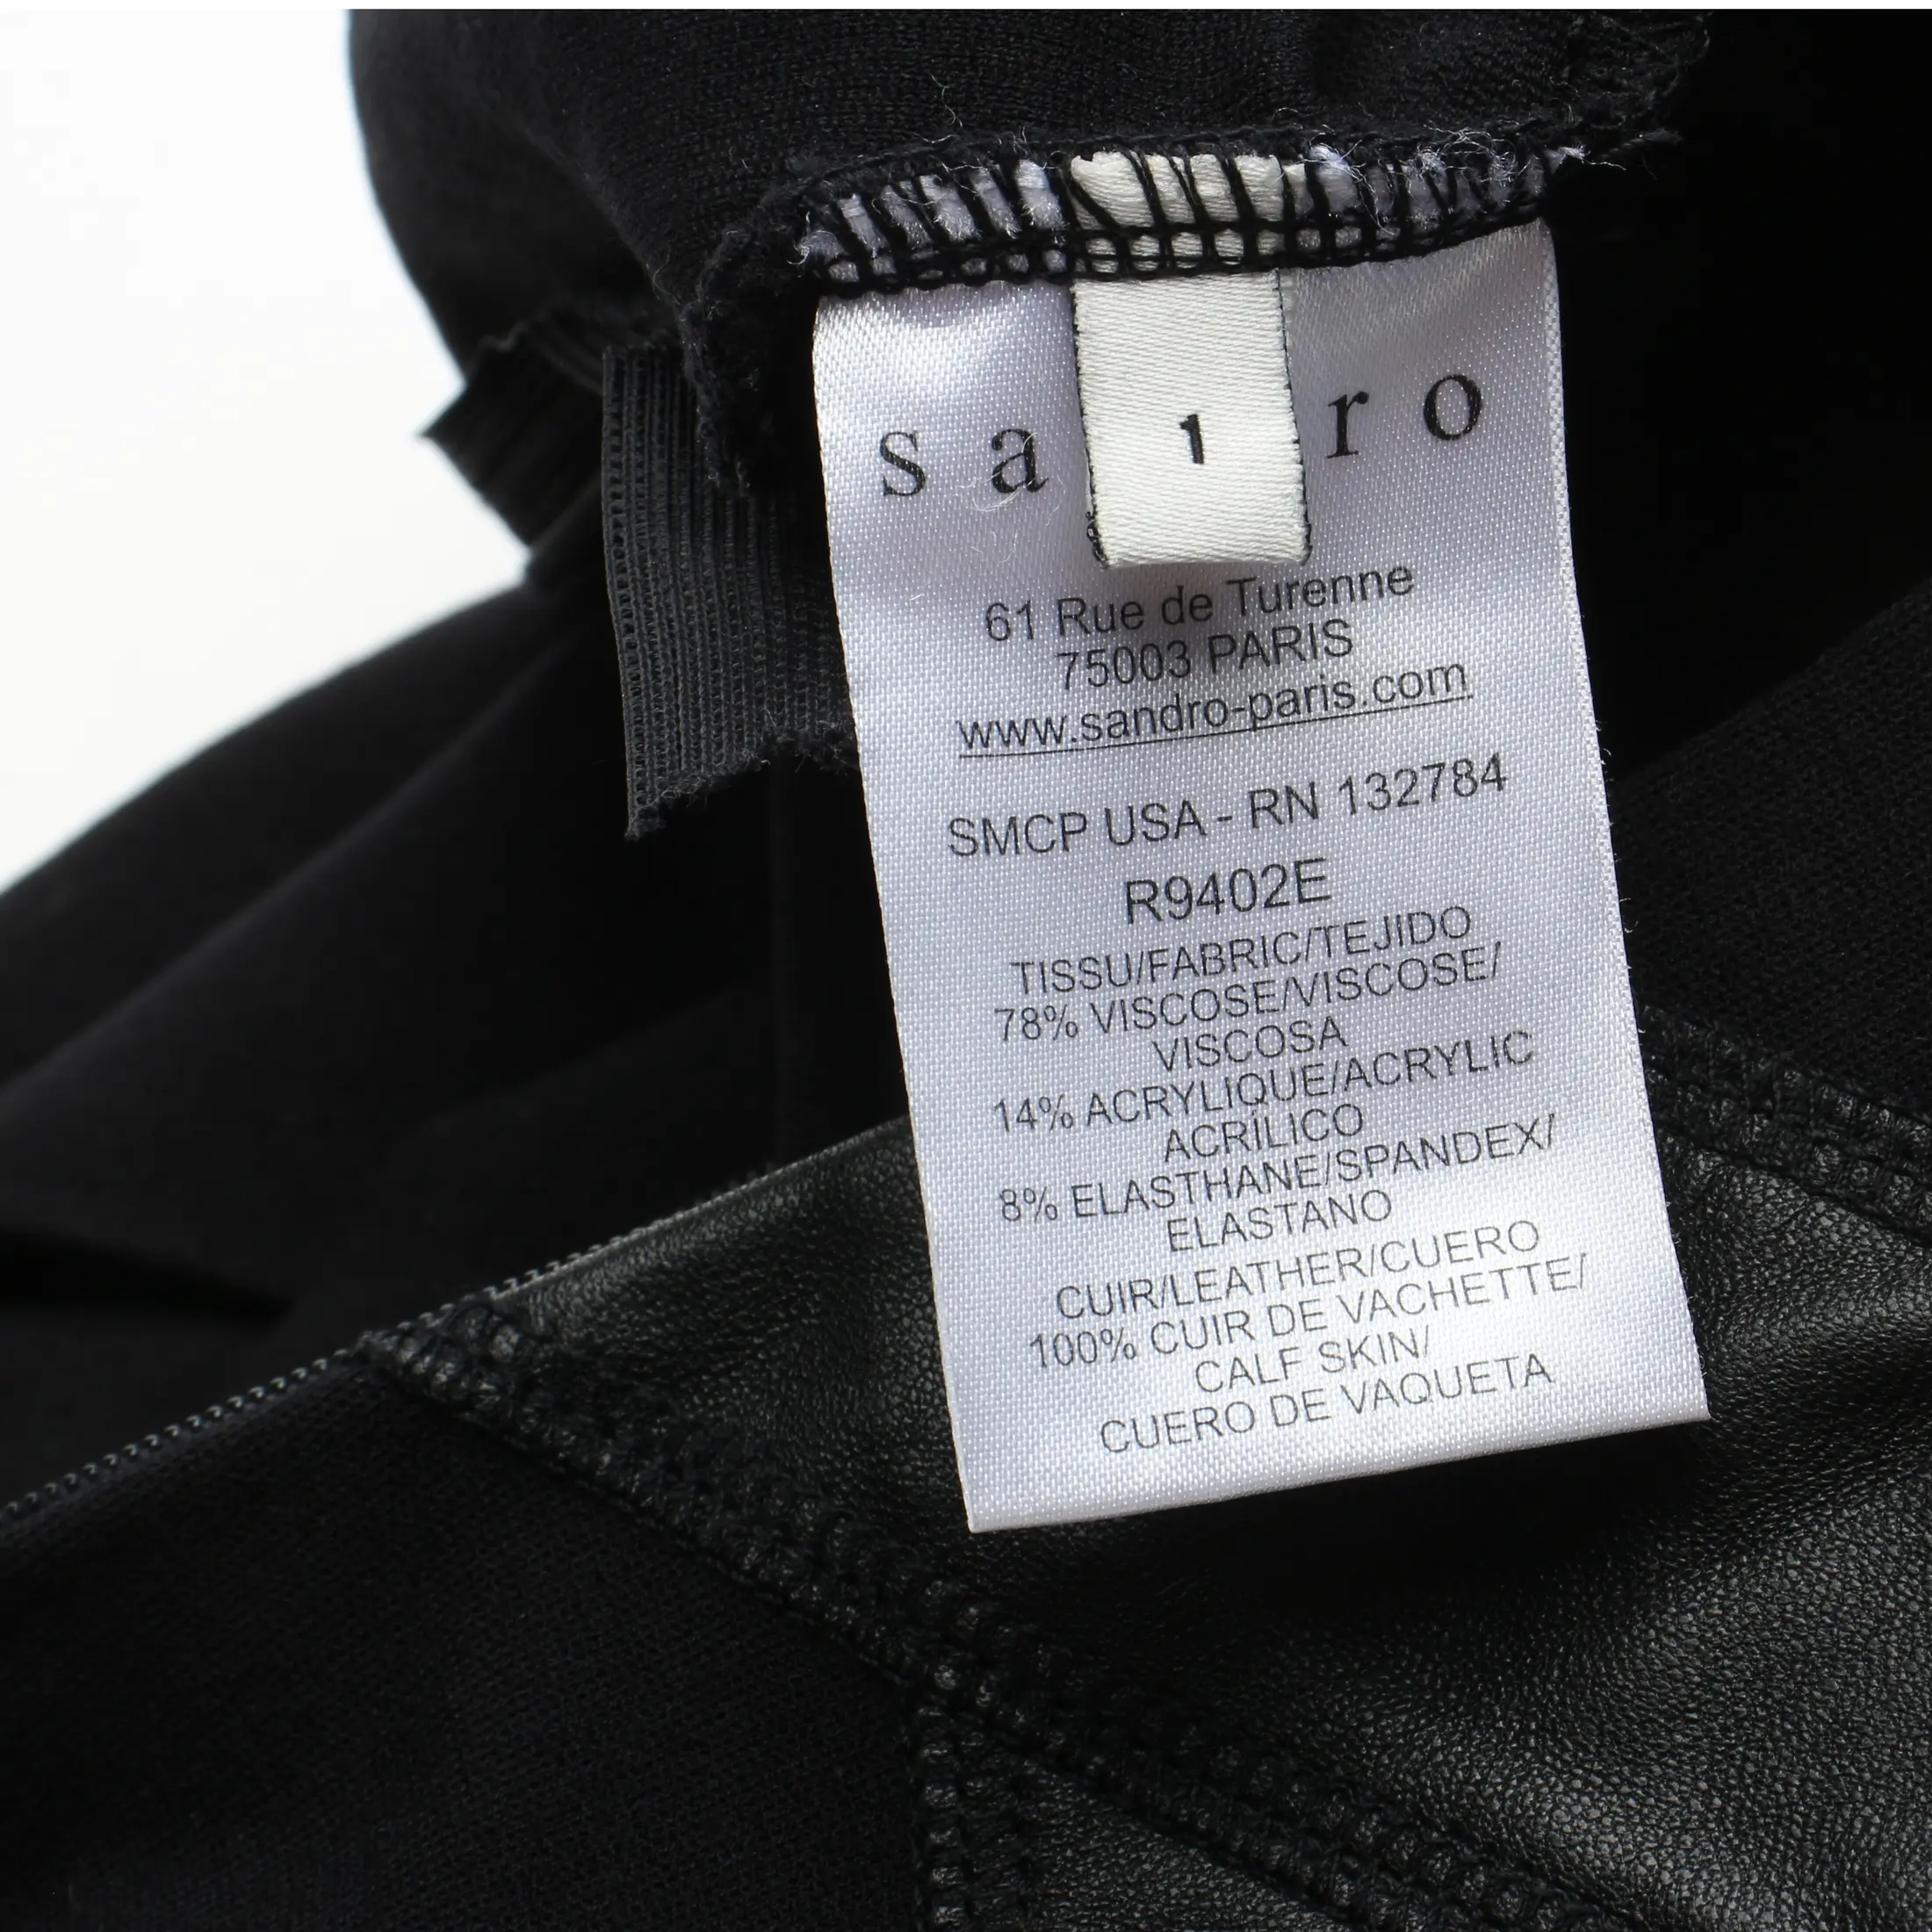 sa ro
1
61 Rue de Turenne
75003 PARIS
www.sandro-paris.com
SMCP USA - RN 132784
R9402E
TISSU/FABRIC/TEJIDO
78% VISCOSE/VISCOSE/
VISCOSA
14% ACRYLIQUE/ACRYLIC
ACRÍLICO
8% ELASTHANE/SPANDEX/
ELASTANO
CUIR/LEATHER/CUERO
100% CUIR DE VACHETTE/
CALF SKIN/
CUERO DE VAQUETA